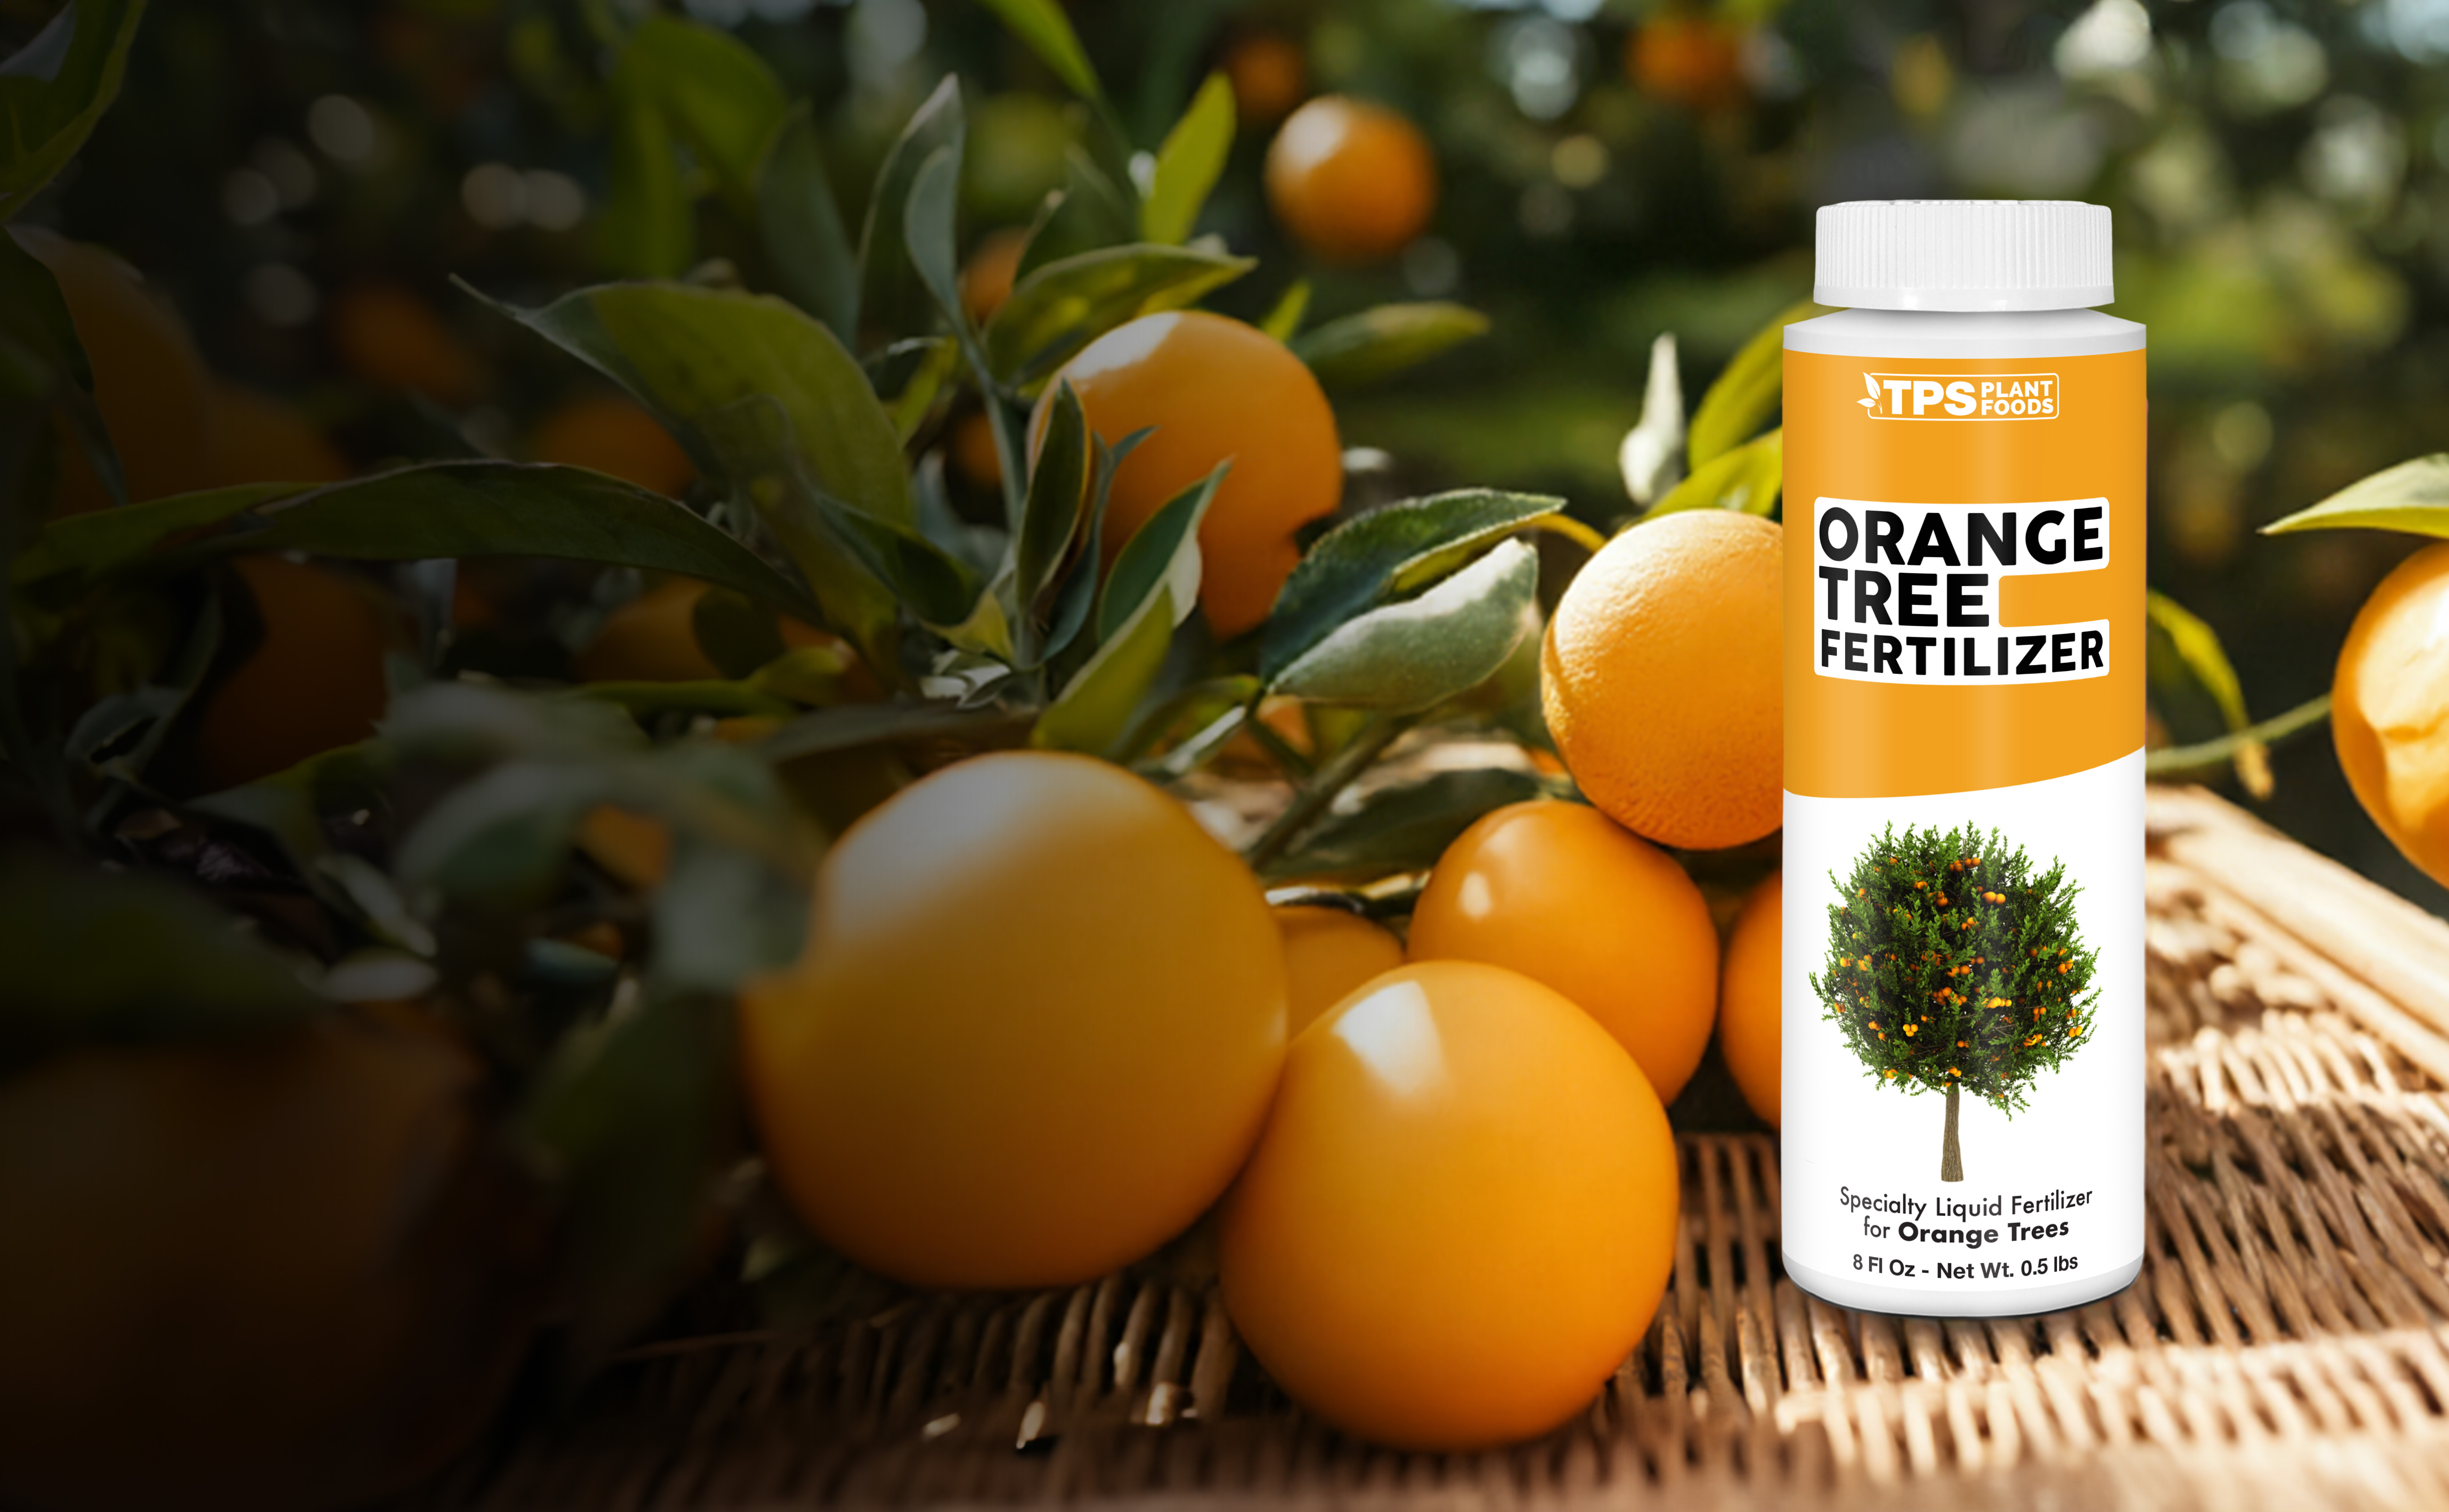 TPS PLANT FOODS
ORANGE
TREE
FERTILIZER
Specialty Liquid Fertilizer
for Orange Trees
8 Fl Oz - Net Wt. 0.5 lbs